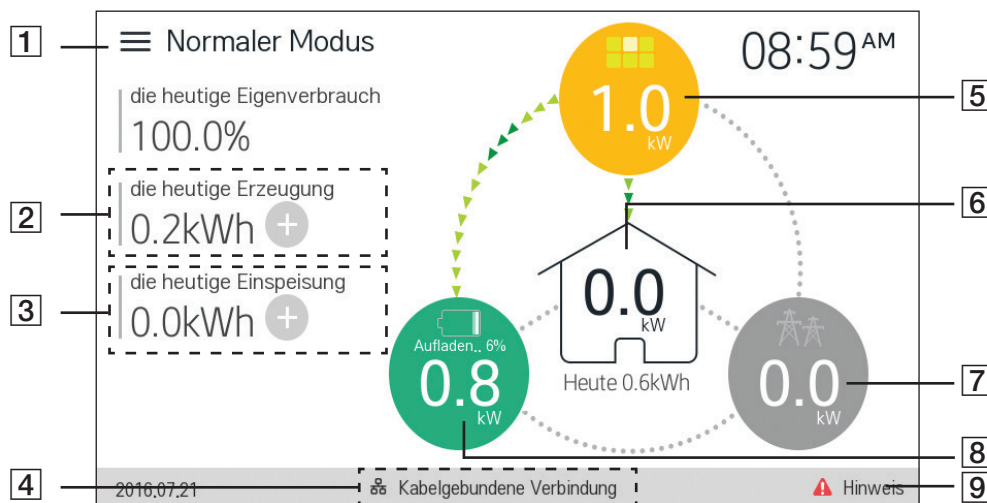 1
Normaler Modus
08:59 AM
die heutige Eigenverbrauch
100.0%
2
die heutige Erzeugung
0.2kWh +
3
die heutige Einspeisung
0.0kWh +
1.0
kW
5
6
0.0
kW
Heute 0.6kWh
Aufladen.. 6%
0.8
kW
0.0
kW
7
8
4
2016.07.21
Kabelgebundene Verbindung
Hinweis
9